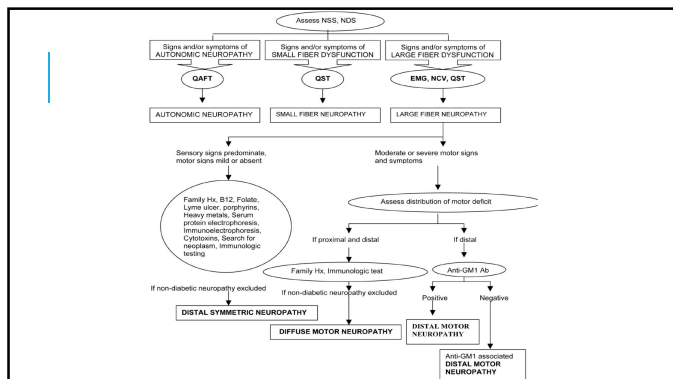 Assess NSS, NDS
Signs and/or symptoms of
AUTONOMIC NEUROPATHY
Signs and/or symptoms of
SMALL FIBER DYSFUNCTION
Signs and/or symptoms of
LARGE FIBER DYSFUNCTION
QAFT
QST
EMG, NCV, QST
AUTONOMIC NEUROPATHY
SMALL FIBER NEUROPATHY
LARGE FIBER NEUROPATHY
Sensory signs predominate,
motor signs mild or absent
Moderate or severe motor signs
and symptoms
Family Hx, B12, Folate,
Lyme ulcer, porphyrins,
Heavy metals, Serum
protein electrophoresis,
Immunoelectrophoresis,
Cytotoxins, Search for
neoplasm, Immunologic
testing
Assess distribution of motor deficit
If proximal and distal
If distal
Family Hx, Immunologic test
Anti-GM1 Ab
If non-diabetic neuropathy excluded
If non-diabetic neuropathy excluded
Positive
Negative
DISTAL SYMMETRIC NEUROPATHY
DIFFUSE MOTOR NEUROPATHY
DISTAL MOTOR
NEUROPATHY
Anti-GM1 associated
DISTAL MOTOR
NEUROPATHY